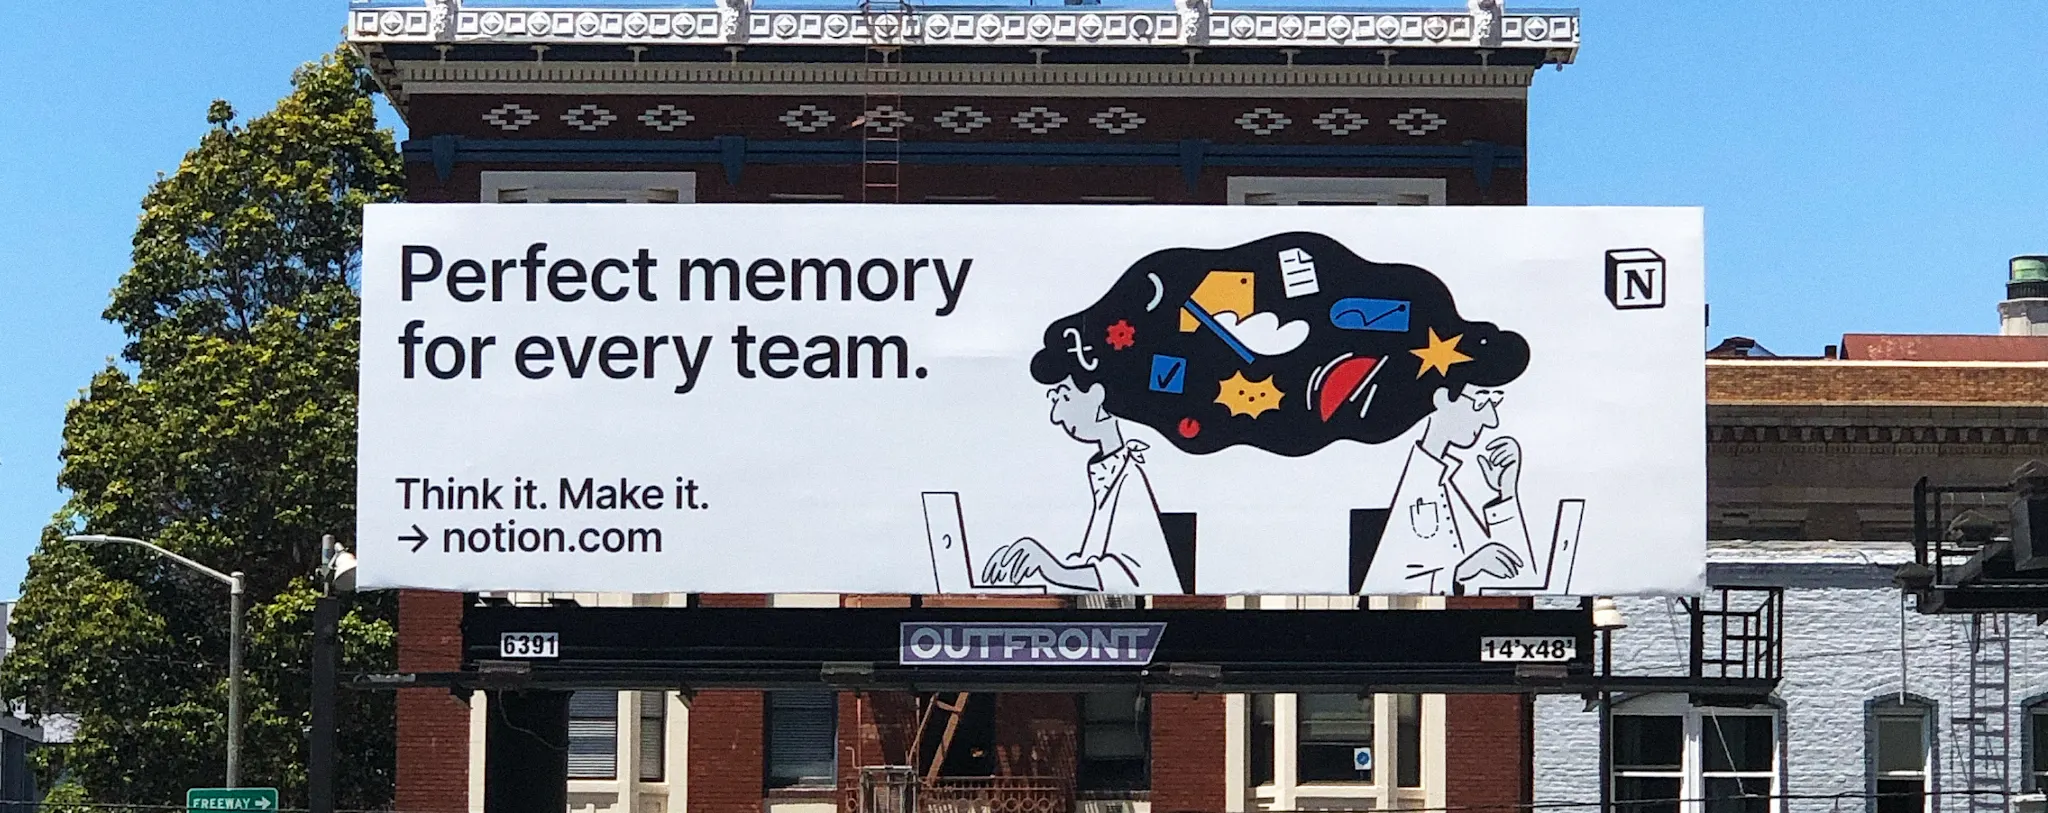 Perfect memory
for every team.
Think it. Make it.
→ notion.com
N
6391
OUTFRONT
14'x48'
FREEWAY →